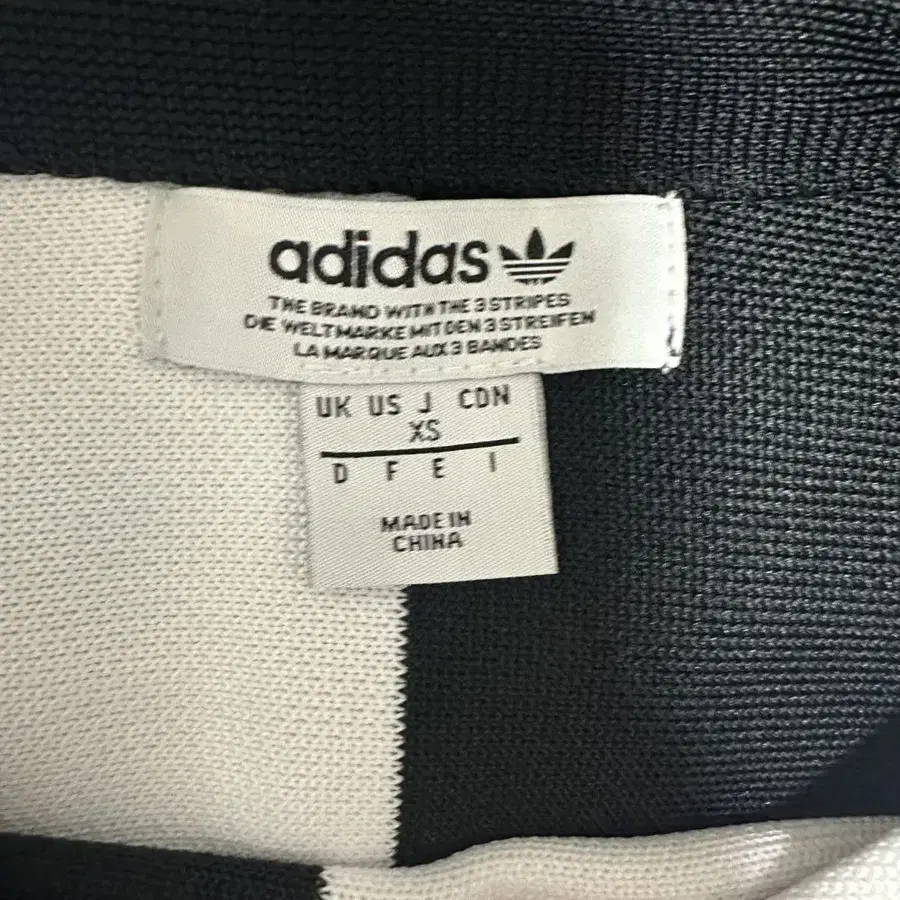 adidas
THE BRAND WITH THE 3 STRIPES
DIE WELTMARKE MIT DEN 3 STREIFEN
LA MARQUE AUX 3 BANDES
UK US J CDN
XS
D F E I
MADE IN
CHINA